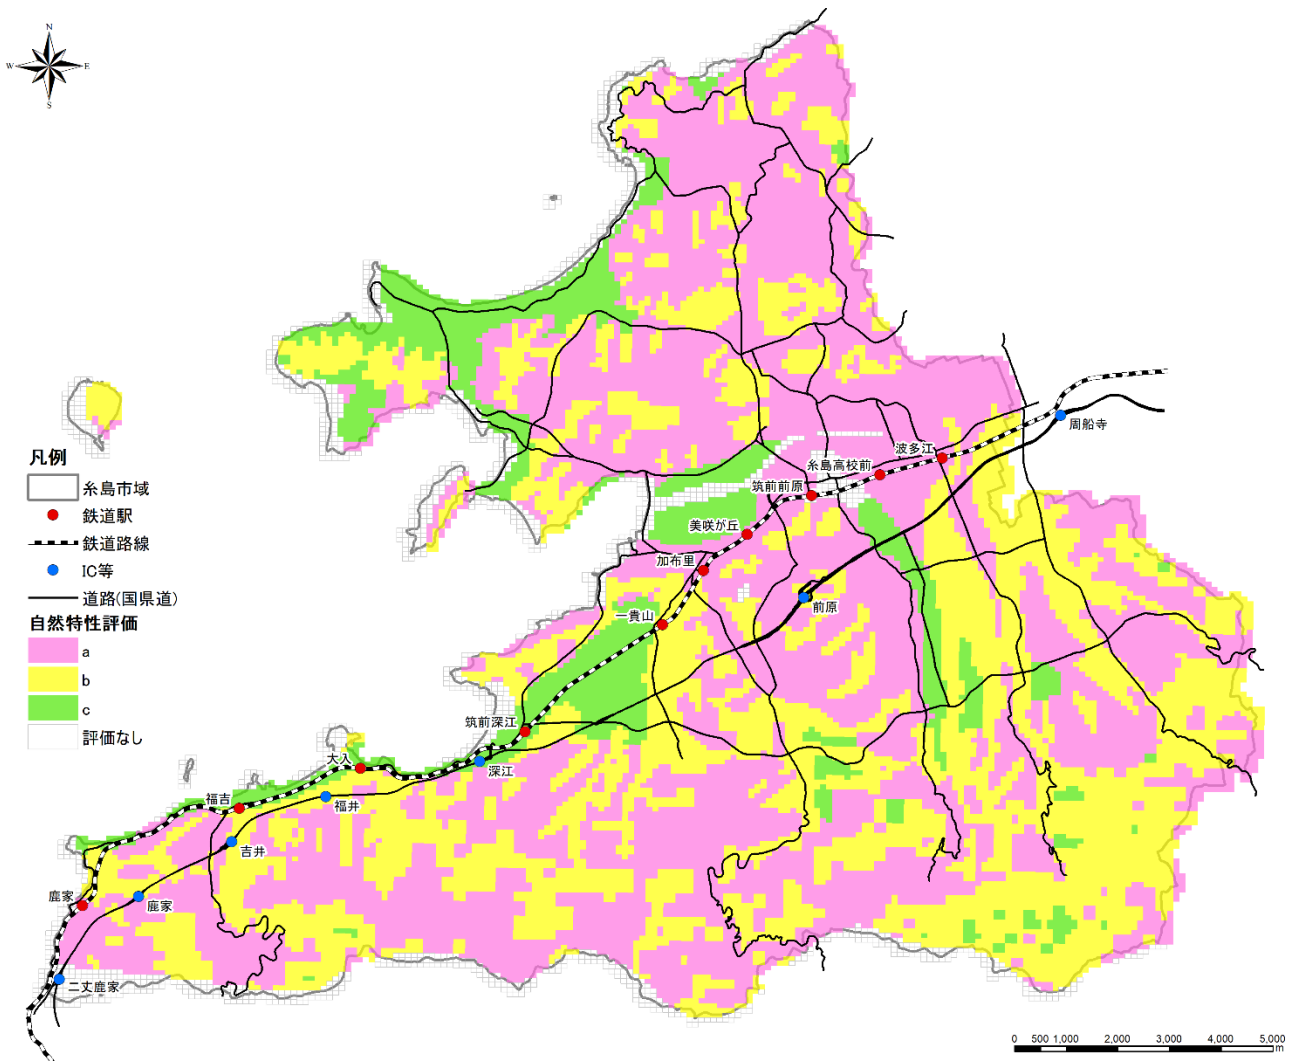 N
W
E
S
周船寺
波多江
糸島高校前
筑前前原
美咲が丘
加布里
前原
一貴山
筑前深江
深江
大入
福井
福吉
吉井
鹿家
鹿家
二丈鹿家
凡例
糸島市域
鉄道駅
鉄道路線
IC等
道路(国県道)
自然特性評価
a
b
c
評価なし
0 500 1,000 2,000 3,000 4,000 5,000
m